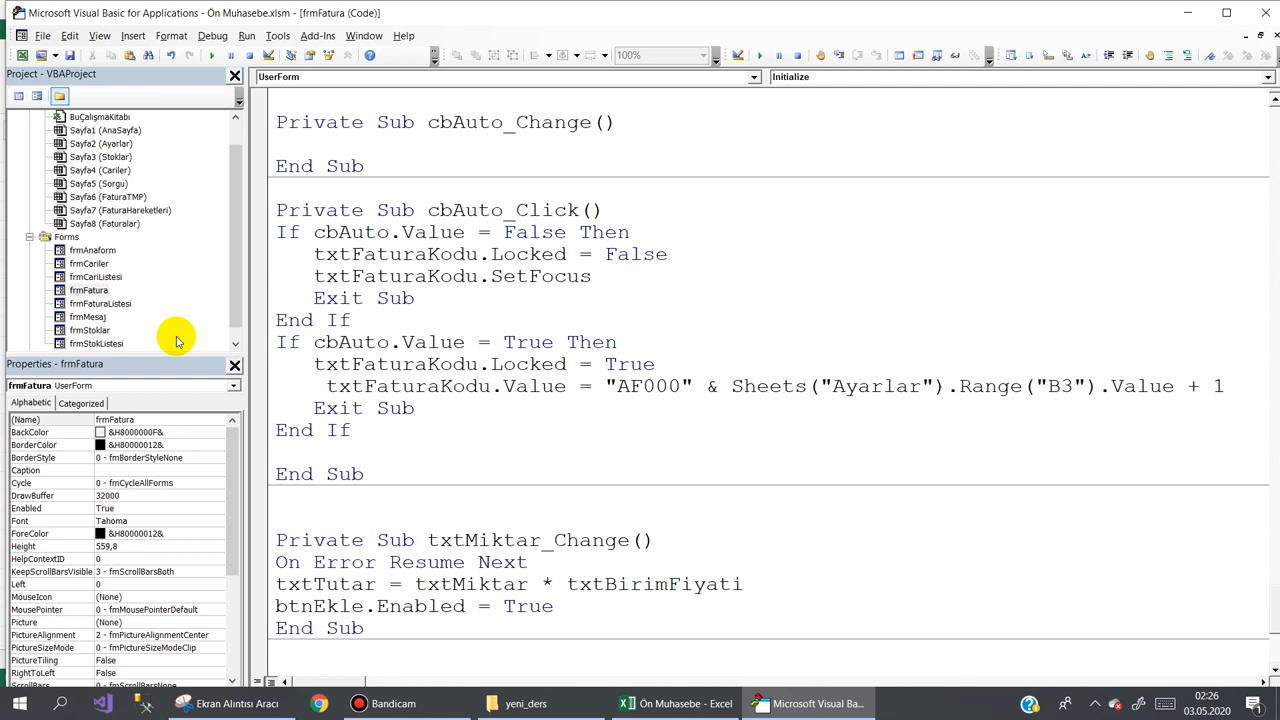 Microsoft Visual Basic for Applications - Ön Muhasebe.xlsm - [frmFatura (Code)]
File Edit View Insert Format Debug Run Tools Add-Ins Window Help
100%
Project - VBAProject
UserForm
Initialize
BuÇalışmaKitabı
Sayfa1 (AnaSayfa)
Sayfa2 (Ayarlar)
Sayfa3 (Stoklar)
Sayfa4 (Cariler)
Sayfa5 (Sorgu)
Sayfa6 (FaturaTMP)
Sayfa7 (FaturaHareketleri)
Sayfa8 (Faturalar)
Forms
frmAnaform
frmCariler
frmCariListesi
frmFatura
frmFaturaListesi
frmMesaj
frmStoklar
frmStokListesi
Properties - frmFatura
frmFatura UserForm
Alphabetic Categorized
(Name) frmFatura
BackColor &H8000000F&
BorderColor &H80000012&
BorderStyle 0 - fmBorderStyleNone
Caption
Cycle 0 - fmCycleAllForms
DrawBuffer 32000
Enabled True
Font Tahoma
ForeColor &H80000012&
Height 559,8
HelpContextID 0
KeepScrollBarsVisible 3 - fmScrollBarsBoth
Left 0
MouseIcon (None)
MousePointer 0 - fmMousePointerDefault
Picture (None)
PictureAlignment 2 - fmPictureAlignmentCenter
PictureSizeMode 0 - fmPictureSizeModeClip
PictureTiling False
RightToLeft False
ScrollBars 0 - fmScrollBarsNone
Private Sub cbAuto_Change()
End Sub
Private Sub cbAuto_Click()
If cbAuto.Value = False Then
txtFaturaKodu.Locked = False
txtFaturaKodu.SetFocus
Exit Sub
End If
If cbAuto.Value = True Then
txtFaturaKodu.Locked = True
txtFaturaKodu.Value = "AF000" & Sheets("Ayarlar").Range("B3").Value + 1
Exit Sub
End If
End Sub
Private Sub txtMiktar_Change()
On Error Resume Next
txtTutar = txtMiktar * txtBirimFiyati
btnEkle.Enabled = True
End Sub
Ekran Alıntısı Aracı
Bandicam
yeni_ders
Ön Muhasebe - Excel
Microsoft Visual Ba...
02:26
03.05.2020
1